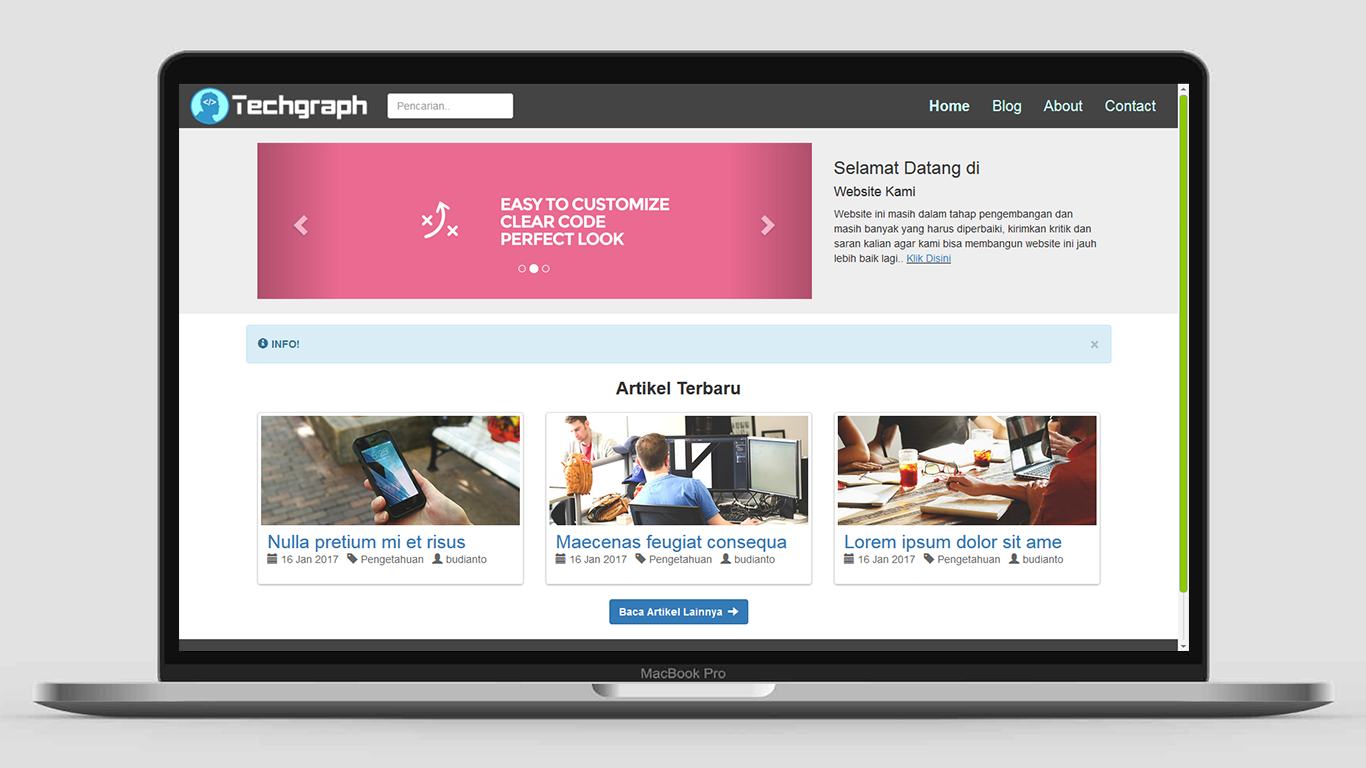 Techgraph
Pencarian..
Home Blog About Contact
EASY TO CUSTOMIZE
CLEAR CODE
PERFECT LOOK
Selamat Datang di
Website Kami
Website ini masih dalam tahap pengembangan dan
masih banyak yang harus diperbaiki, kirimkan kritik dan
saran kalian agar kami bisa membangun website ini jauh
lebih baik lagi.. Klik Disini
INFO!
×
Artikel Terbaru
Nulla pretium mi et risus
16 Jan 2017 Pengetahuan budianto
Maecenas feugiat consequa
16 Jan 2017 Pengetahuan budianto
Lorem ipsum dolor sit ame
16 Jan 2017 Pengetahuan budianto
Baca Artikel Lainnya
MacBook Pro